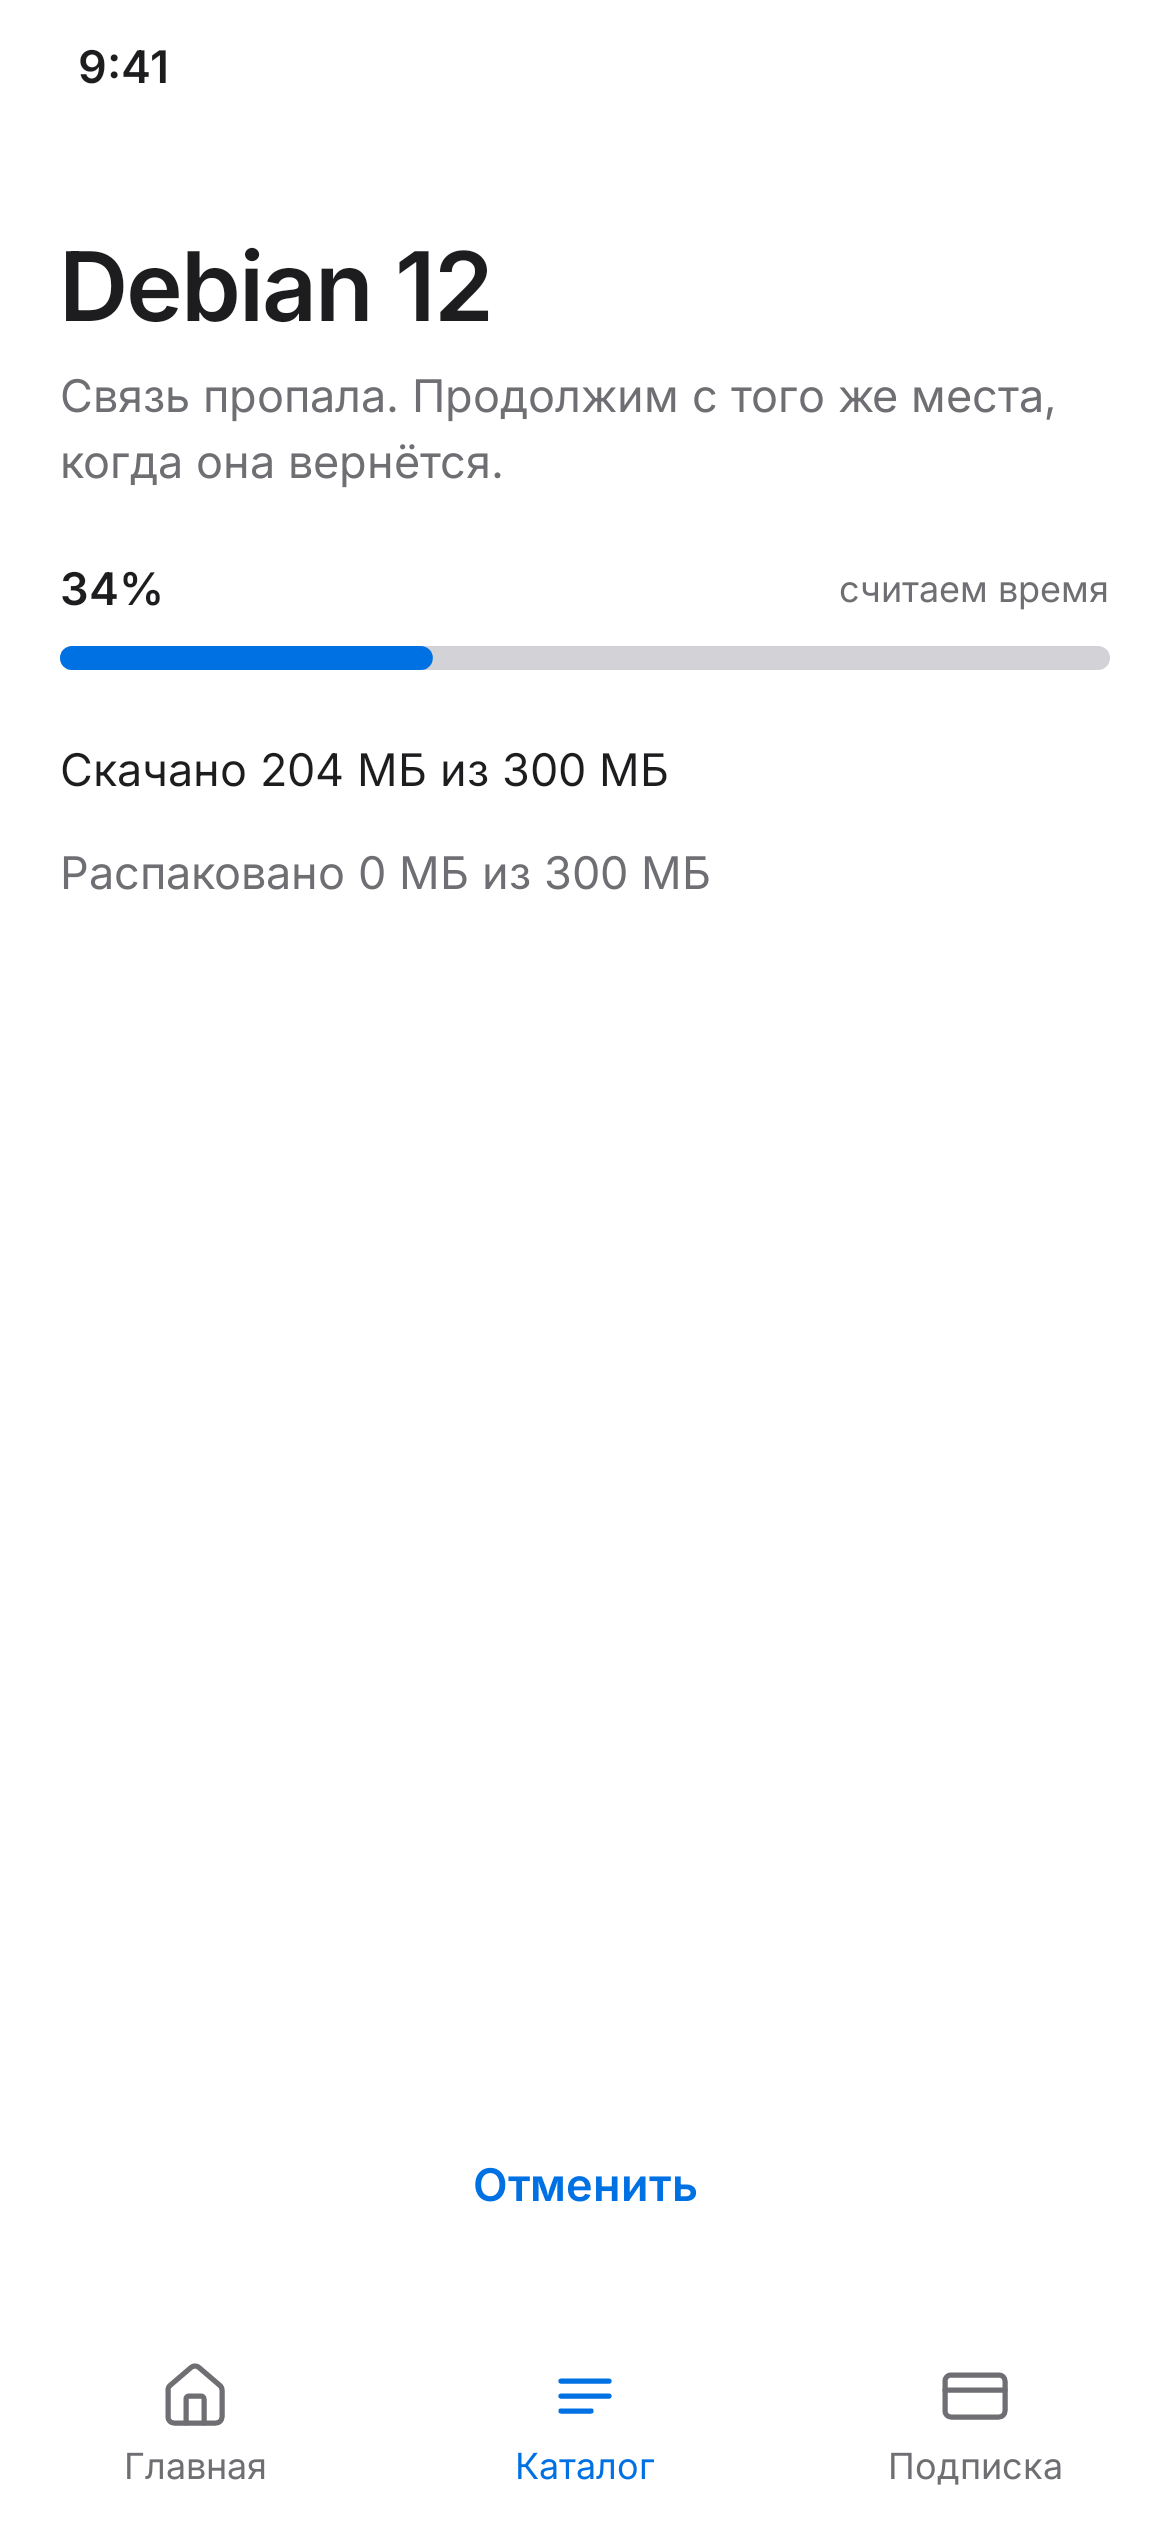 9:41
Debian 12
Связь пропала. Продолжим с того же места,
когда она вернётся.
34%
считаем время
Скачано 204 МБ из 300 МБ
Распаковано 0 МБ из 300 МБ
Отменить
Главная
Каталог
Подписка